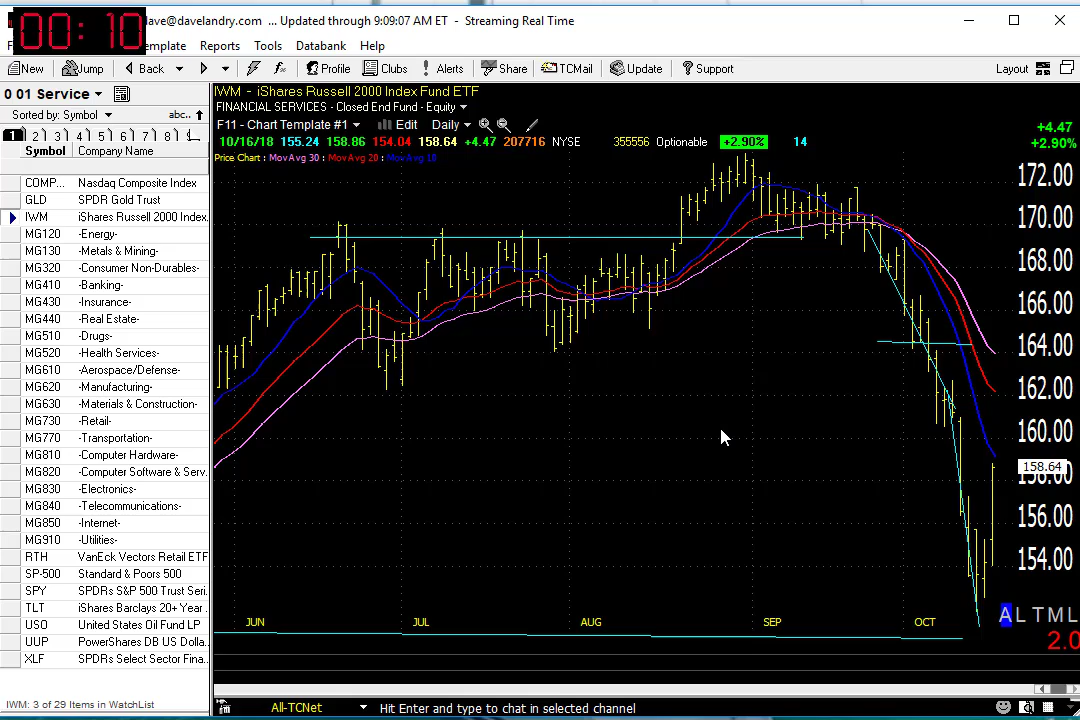 00:10
dave@davelandry.com ... Updated through 9:09:07 AM ET - Streaming Real Time
Template Reports Tools Databank Help
New Jump Back Profile Clubs Alerts Share TCMail Update Support Layout
0 01 Service
Sorted by: Symbol abc..
1 2 3 4 5 6 7 8
Symbol Company Name
COMP... Nasdaq Composite Index
GLD SPDR Gold Trust
IWM iShares Russell 2000 Index.
MG120 -Energy-
MG130 -Metals & Mining-
MG320 -Consumer Non-Durables-
MG410 -Banking-
MG430 -Insurance-
MG440 -Real Estate-
MG510 -Drugs-
MG520 -Health Services-
MG610 -Aerospace/Defense-
MG620 -Manufacturing-
MG630 -Materials & Construction-
MG730 -Retail-
MG770 -Transportation-
MG810 -Computer Hardware-
MG820 -Computer Software & Serv.
MG830 -Electronics-
MG840 -Telecommunications-
MG850 -Internet-
MG910 -Utilities-
RTH VanEck Vectors Retail ETF
SP-500 Standard & Poors 500
SPY SPDRs S&P 500 Trust Seri.
TLT iShares Barclays 20+ Year .
USO United States Oil Fund LP
UUP PowerShares DB US Dolla..
XLF SPDRs Select Sector Fina..
IWM: 3 of 29 Items in WatchList
IWM - iShares Russell 2000 Index Fund ETF
FINANCIAL SERVICES - Closed End Fund - Equity
F11 - Chart Template #1 Edit Daily
10/16/18 155.24 158.86 154.04 158.64 +4.47 207716 NYSE 355556 Optionable +2.90% 14
Price Chart : MovAvg 30 : MovAvg 20 : MovAvg 10
+4.47
+2.90%
172.00
170.00
168.00
166.00
164.00
162.00
160.00
158.64
158.00
156.00
154.00
JUN JUL AUG SEP OCT
A L T M L
2.0
All-TCNet Hit Enter and type to chat in selected channel